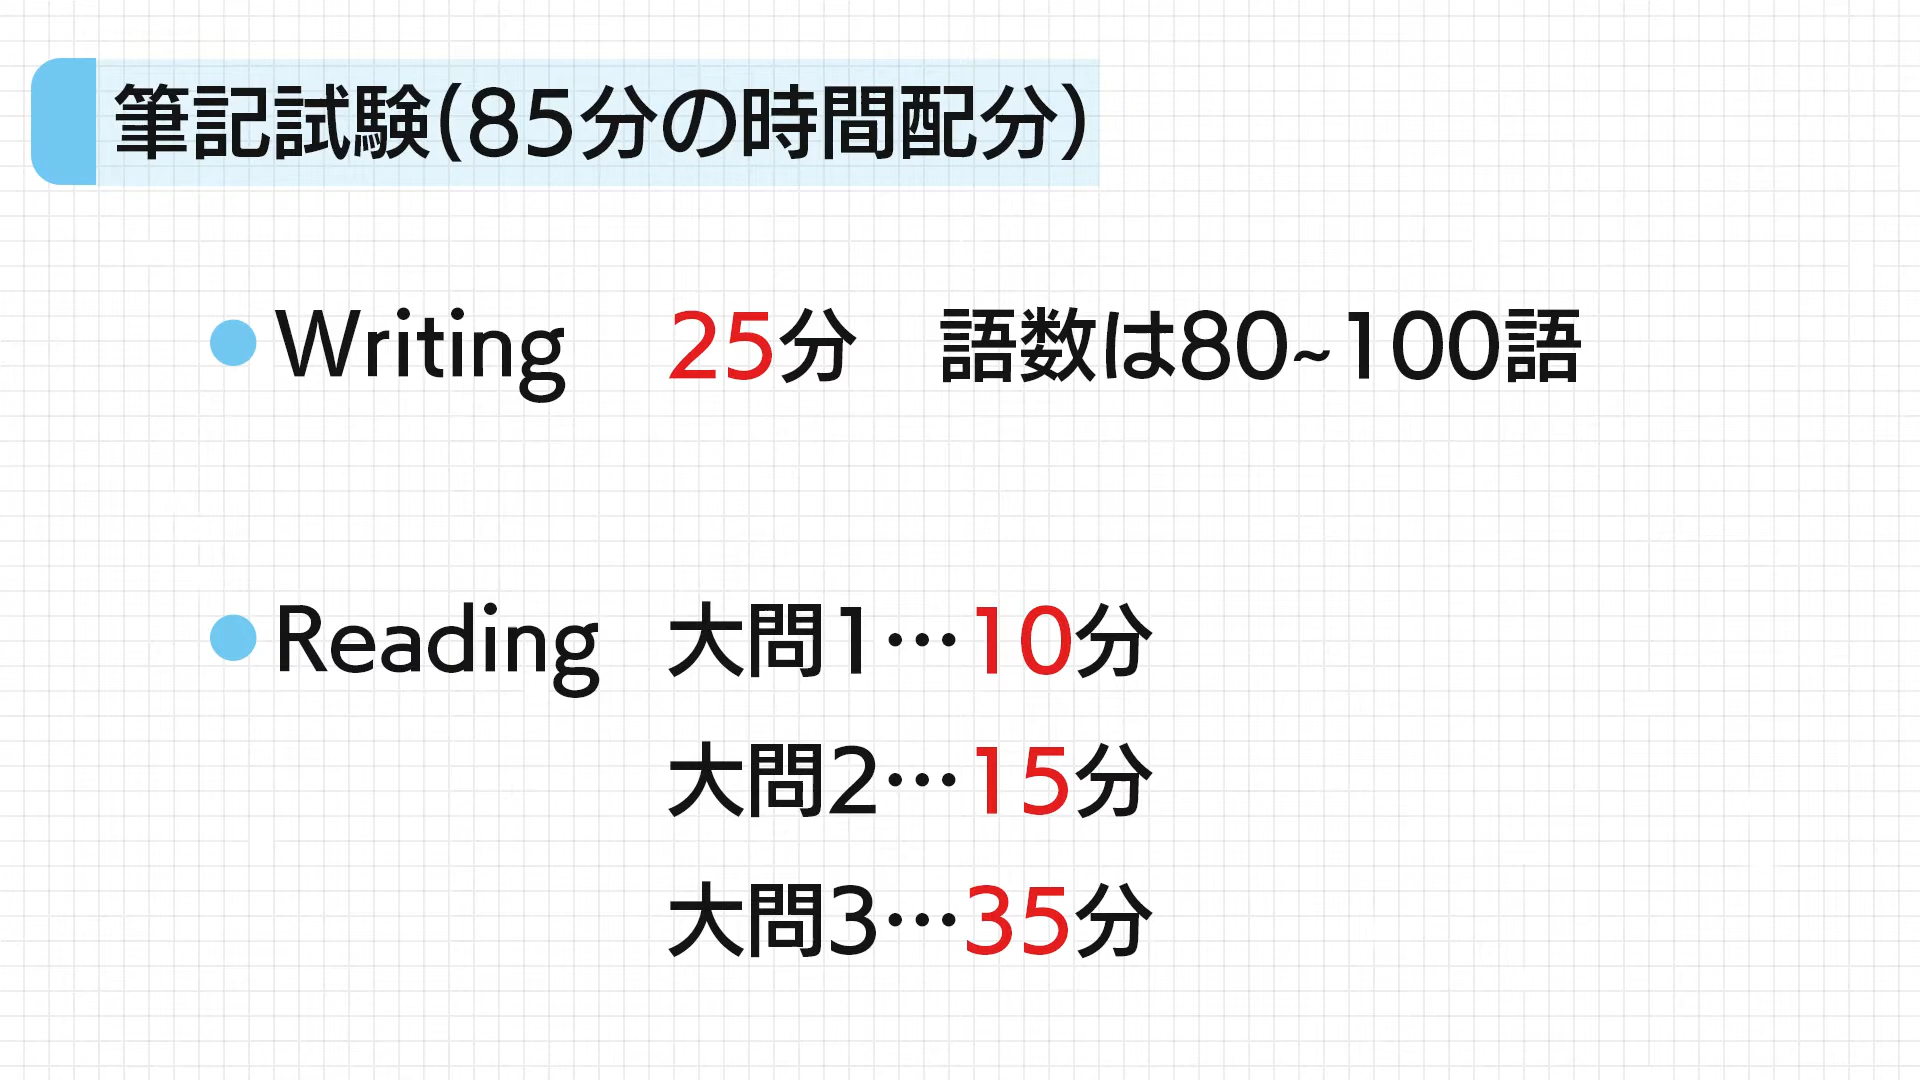 筆記試験(85分の時間配分)
Writing 25分 語数は80~100語
Reading 大問1…10分
大問2…15分
大問3…35分